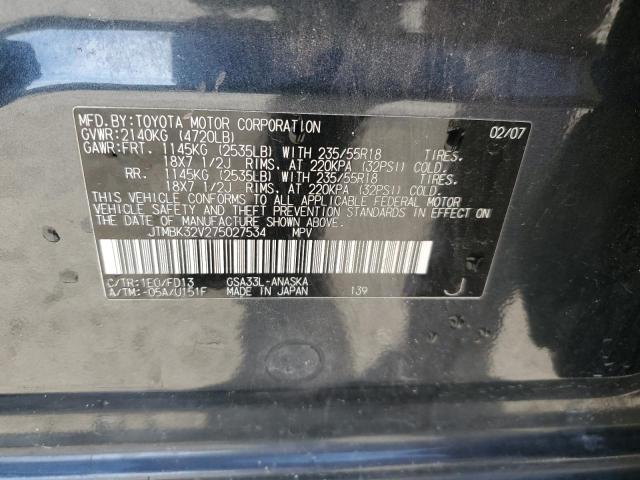 MFD.BY:TOYOTA MOTOR CORPORATION 02/07
GVWR:2140KG (4720LB)
GAWR:FRT. 1145KG (2535LB) WITH 235/55R18 TIRES.
18X7 1/2J RIMS. AT 220KPA (32PSI) COLD.
RR. 1145KG (2535LB) WITH 235/55R18 TIRES.
18X7 1/2J RIMS. AT 220KPA (32PSI) COLD.
THIS VEHICLE CONFORMS TO ALL APPLICABLE FEDERAL MOTOR
VEHICLE SAFETY AND THEFT PREVENTION STANDARDS IN EFFECT
ON THE DATE OF MANUFACTURE SHOWN ABOVE.
JTMBK32V275027534 MPV
C/TR:1E0/FD13 GSA33L-ANASKA
A/TM:-05A/U151F MADE IN JAPAN 139 J